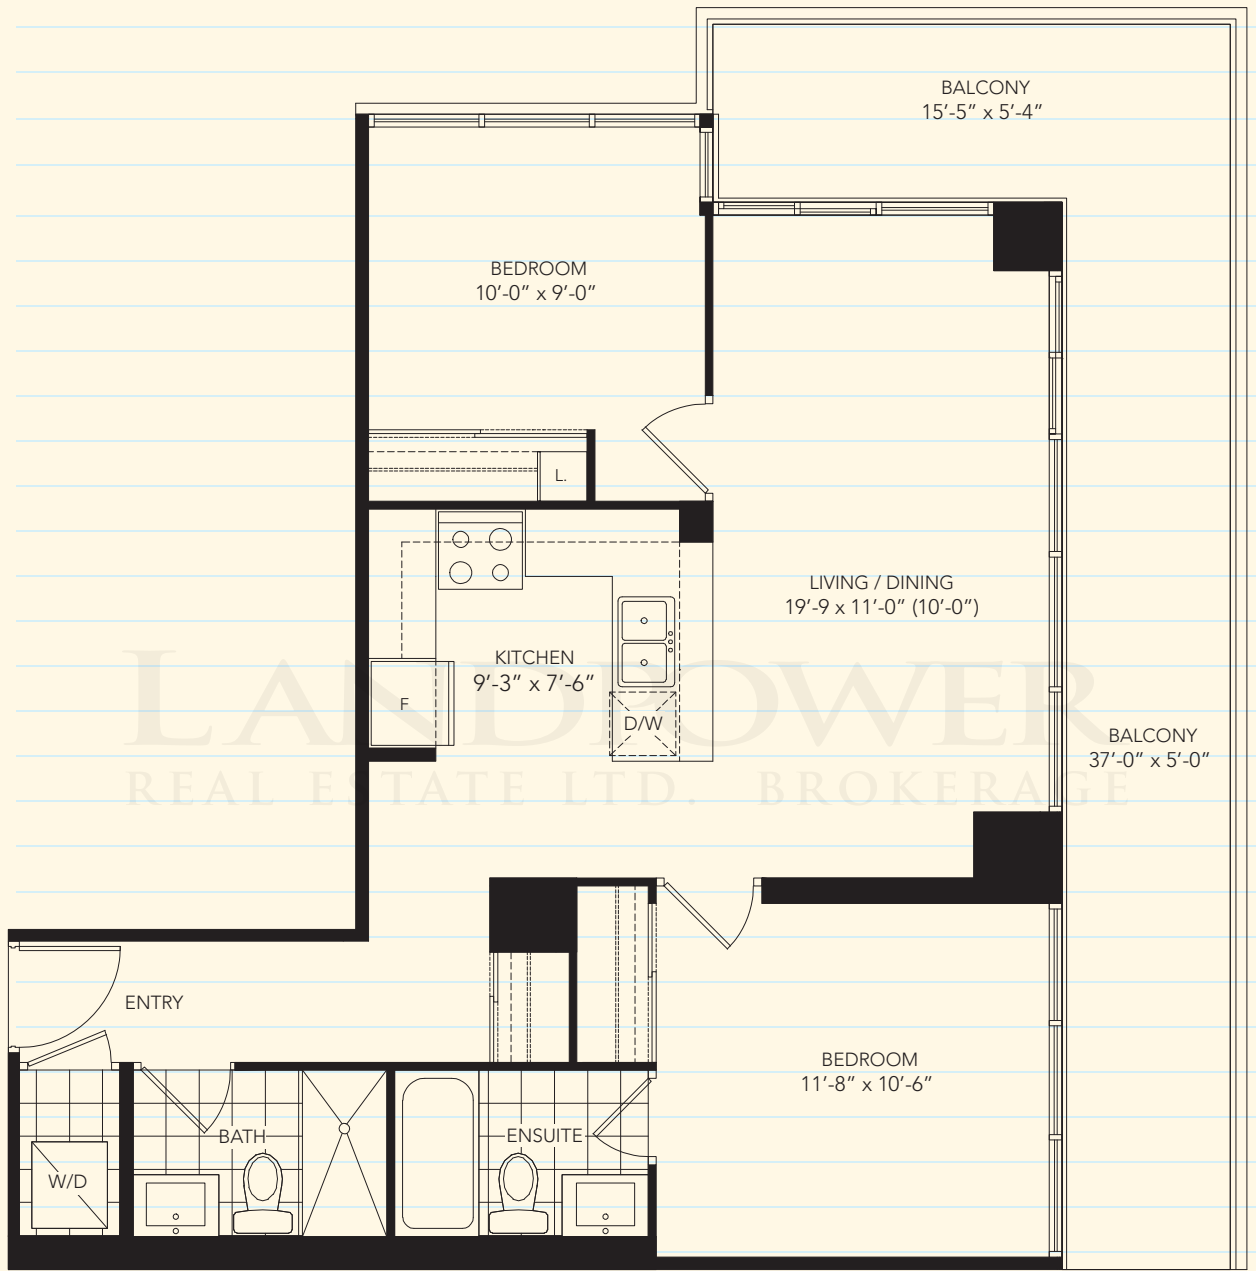 BALCONY
15'-5" x 5'-4"
BEDROOM
10'-0" x 9'-0"
L.
LIVING / DINING
19'-9 x 11'-0" (10'-0")
KITCHEN
9'-3" x 7'-6"
F
D/W
LANDPOWER
REAL ESTATE LTD. BROKERAGE
BALCONY
37'-0" x 5'-0"
ENTRY
BEDROOM
11'-8" x 10'-6"
BATH
ENSUITE
W/D